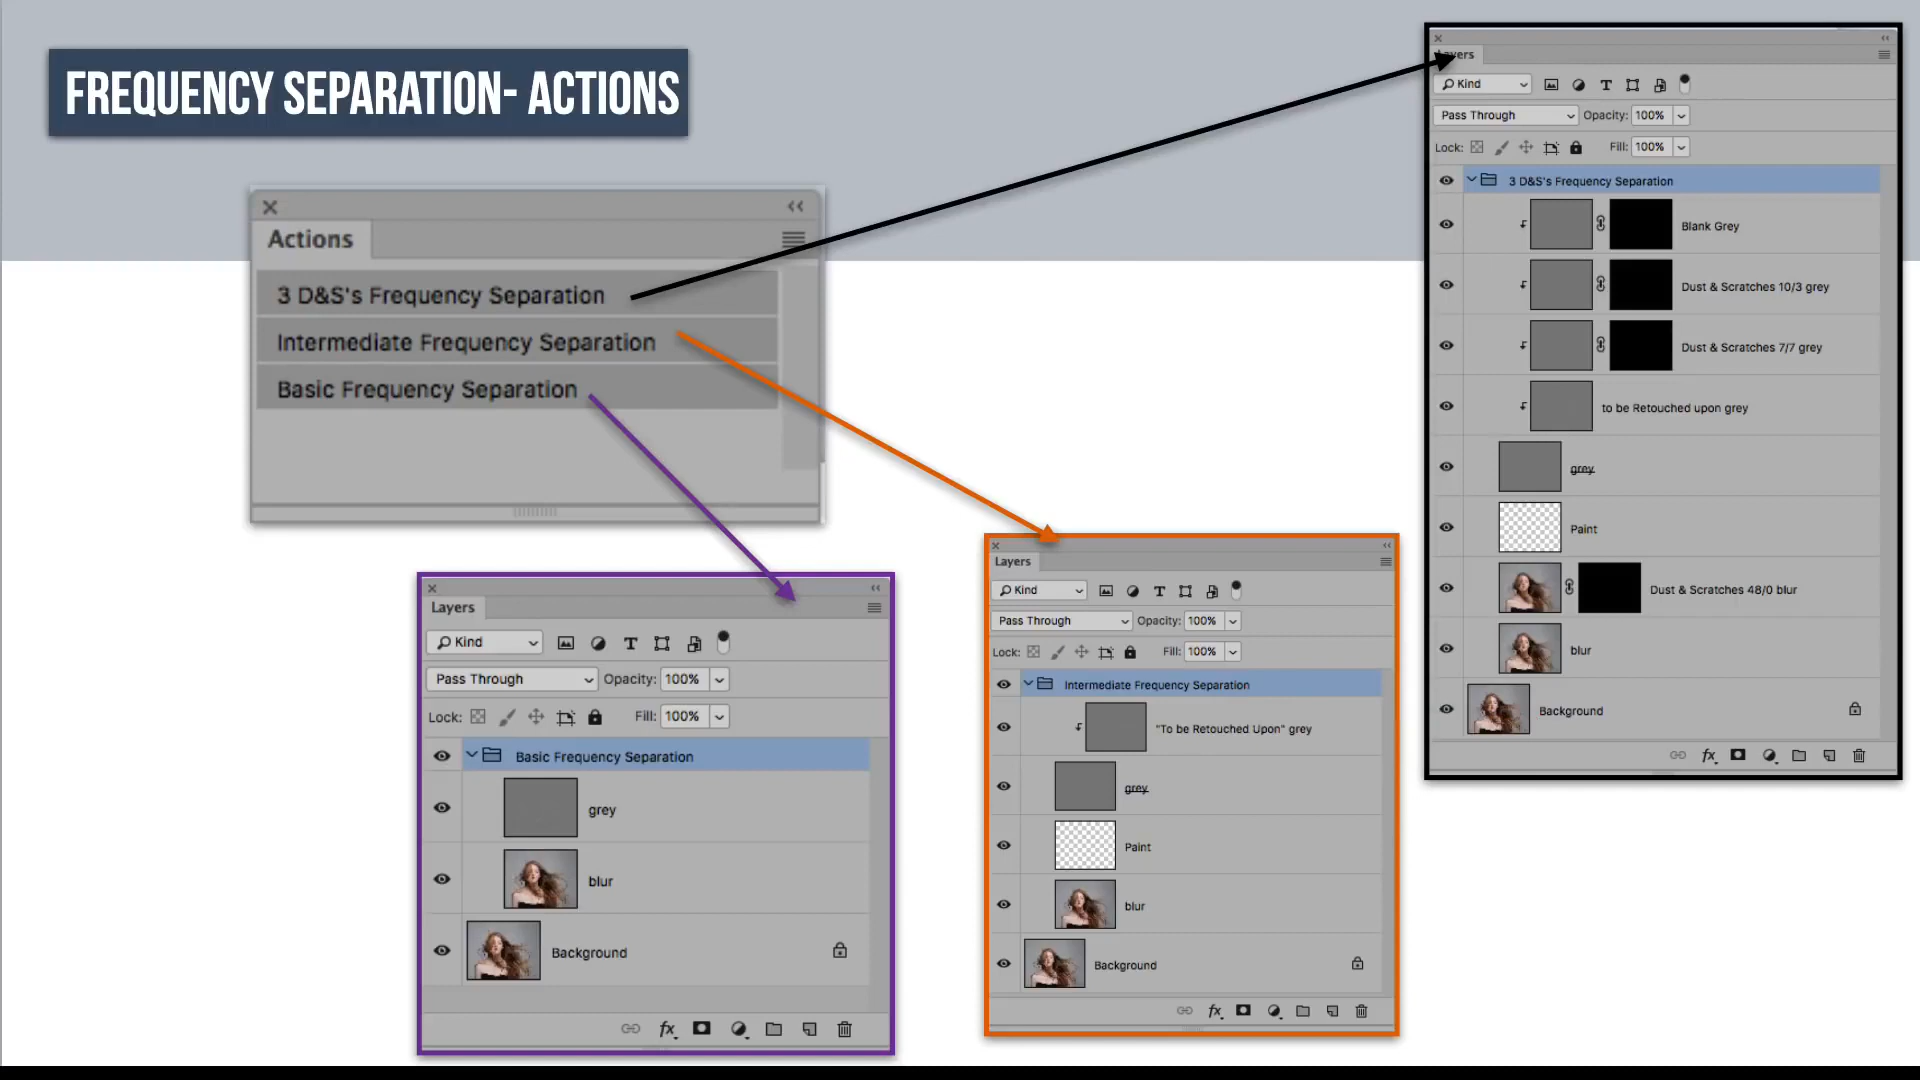 FREQUENCY SEPARATION- ACTIONS
Actions
3 D&S's Frequency Separation
Intermediate Frequency Separation
Basic Frequency Separation
Layers
Kind
Pass Through Opacity: 100%
Lock: Fill: 100%
Basic Frequency Separation
grey
blur
Background
fx
Layers
Kind
Pass Through Opacity: 100%
Lock: Fill: 100%
Intermediate Frequency Separation
"To be Retouched Upon" grey
grey
Paint
blur
Background
fx
Layers
Kind
Pass Through Opacity: 100%
Lock: Fill: 100%
3 D&S's Frequency Separation
Blank Grey
Dust & Scratches 10/3 grey
Dust & Scratches 7/7 grey
to be Retouched upon grey
grey
Paint
Dust & Scratches 48/0 blur
blur
Background
fx